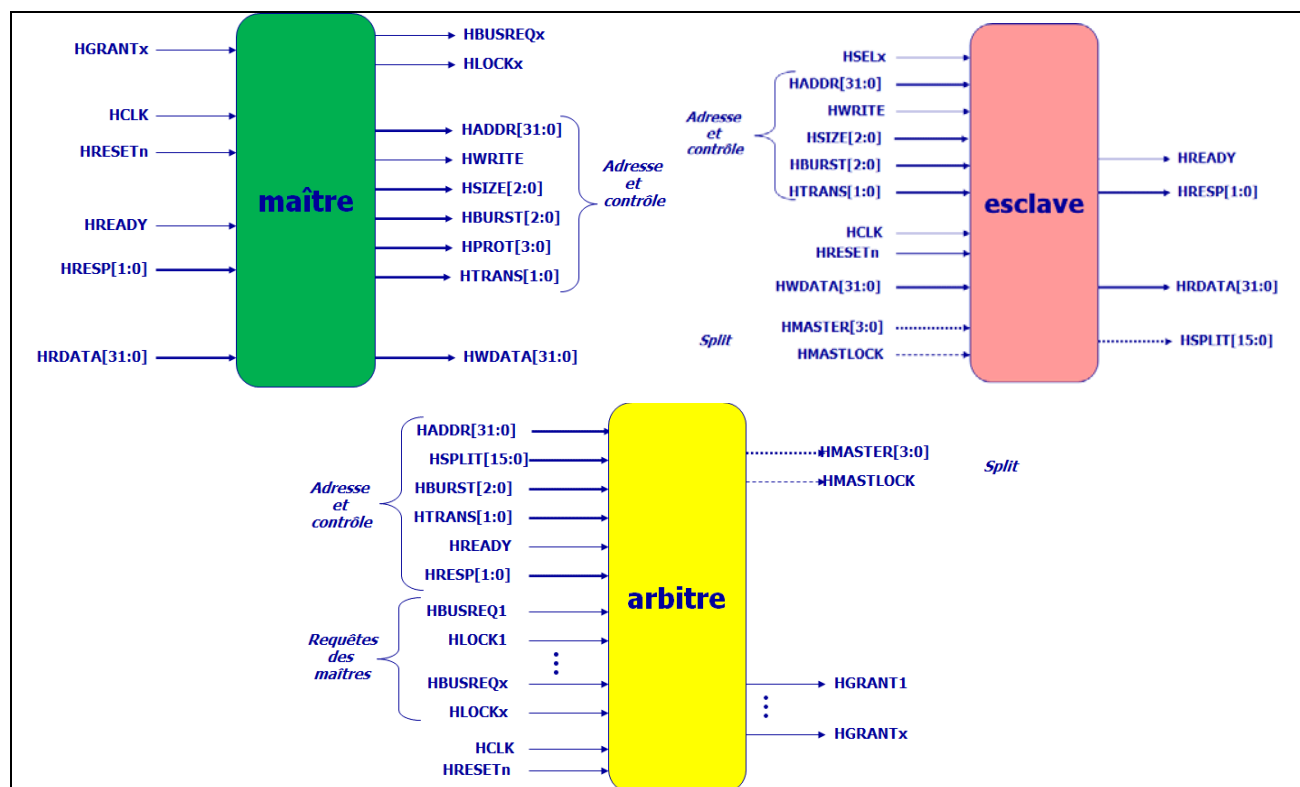 HGRANTx
HCLK
HRESETn
HREADY
HRESP[1:0]
HRDATA[31:0]
maître
HBUSREQx
HLOCKx
HADDR[31:0]
HWRITE
HSIZE[2:0]
HBURST[2:0]
HPROT[3:0]
HTRANS[1:0]
Adresse
et
contrôle
HWDATA[31:0]
HSELx
HADDR[31:0]
HWRITE
HSIZE[2:0]
HBURST[2:0]
HTRANS[1:0]
Adresse
et
contrôle
HCLK
HRESETn
HWDATA[31:0]
Split
HMASTER[3:0]
HMASTLOCK
esclave
HREADY
HRESP[1:0]
HRDATA[31:0]
HSPLIT[15:0]
HADDR[31:0]
HSPLIT[15:0]
HBURST[2:0]
HTRANS[1:0]
HREADY
HRESP[1:0]
Adresse
et
contrôle
HBUSREQ1
HLOCK1
HBUSREQx
HLOCKx
Requêtes
des
maîtres
HCLK
HRESETn
arbitre
HMASTER[3:0]
HMASTLOCK
Split
HGRANT1
HGRANTx